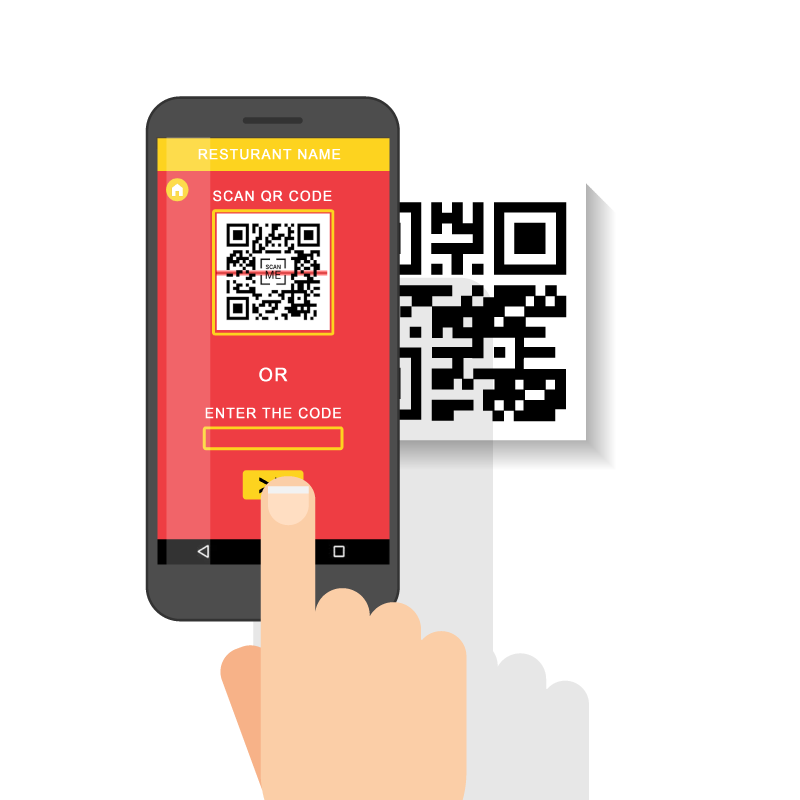 RESTURANT NAME
SCAN QR CODE
SCAN
ME
OR
ENTER THE CODE